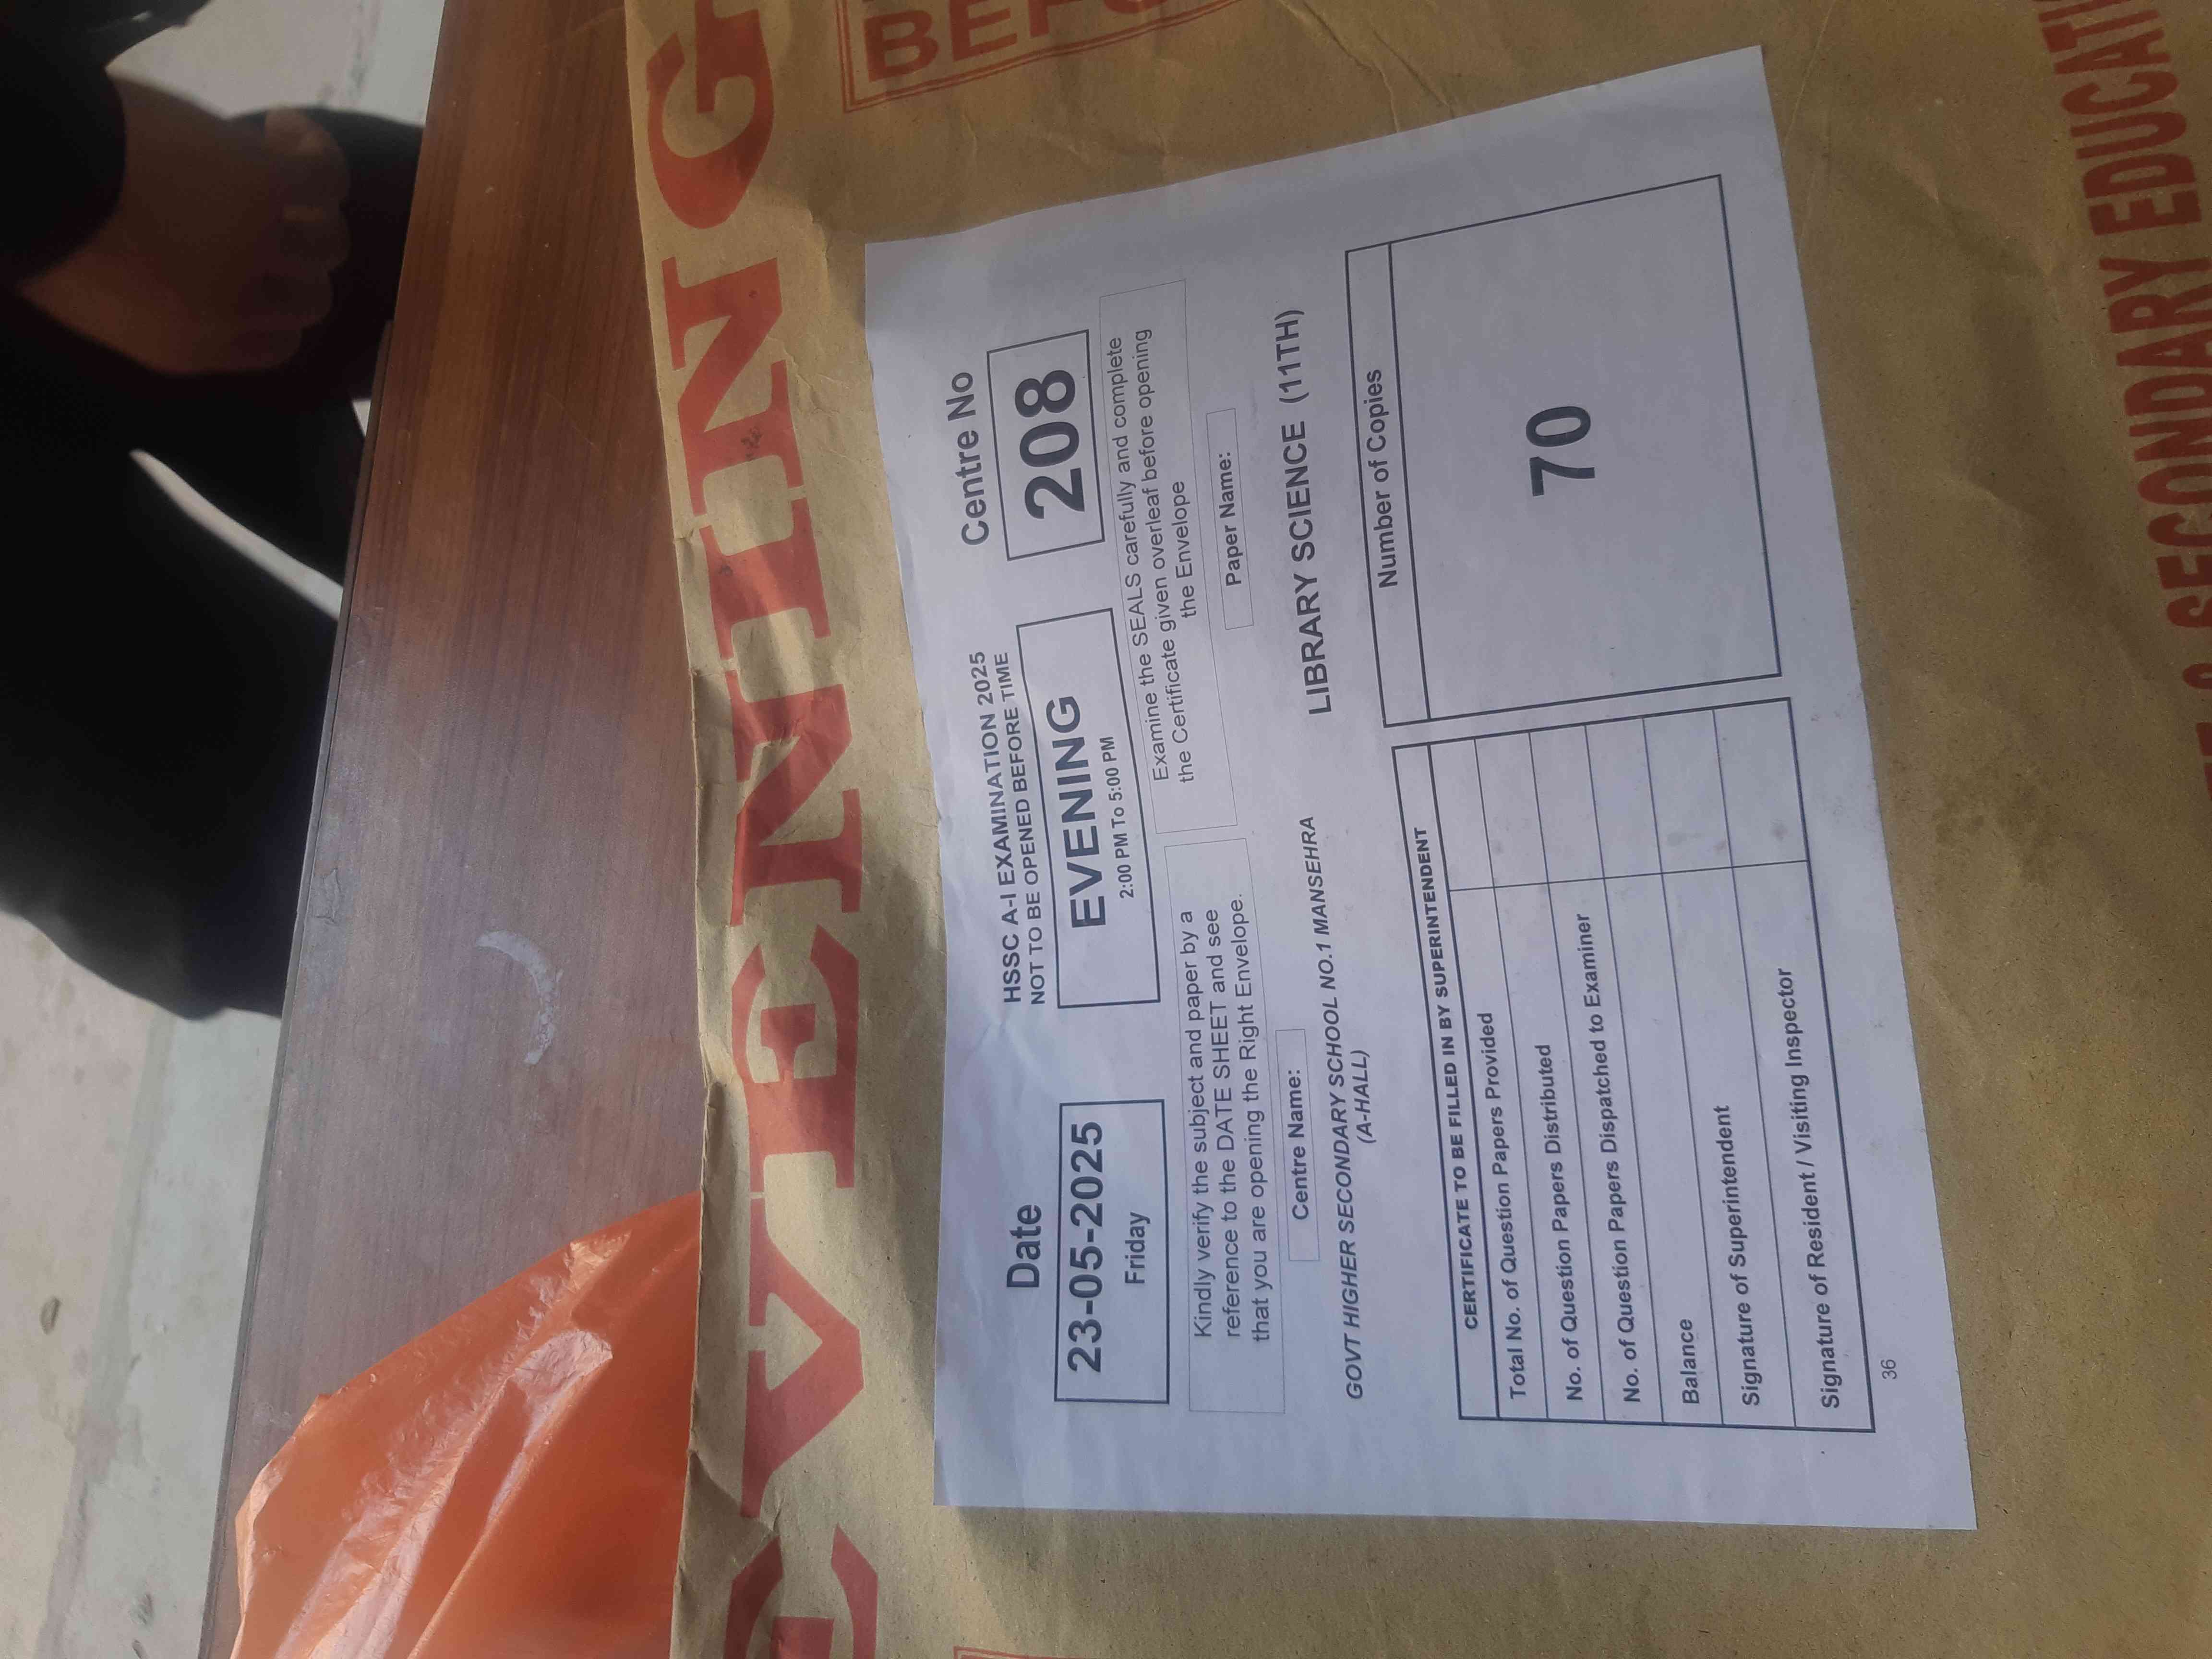 EVENING
Date
23-05-2025
Friday
HSSC A-I EXAMINATION 2025
NOT TO BE OPENED BEFORE TIME
EVENING
2:00 PM To 5:00 PM
Centre No
208
Kindly verify the subject and paper by a
reference to the DATE SHEET and see
that you are opening the Right Envelope.
Examine the SEALS carefully and complete
the Certificate given overleaf before opening
the Envelope
Centre Name:
GOVT HIGHER SECONDARY SCHOOL NO.1 MANSEHRA
(A-HALL)
Paper Name:
LIBRARY SCIENCE (11TH)
CERTIFICATE TO BE FILLED IN BY SUPERINTENDENT
Total No. of Question Papers Provided
No. of Question Papers Distributed
No. of Question Papers Dispatched to Examiner
Balance
Signature of Superintendent
Signature of Resident / Visiting Inspector
Number of Copies
70
36
& SECONDARY